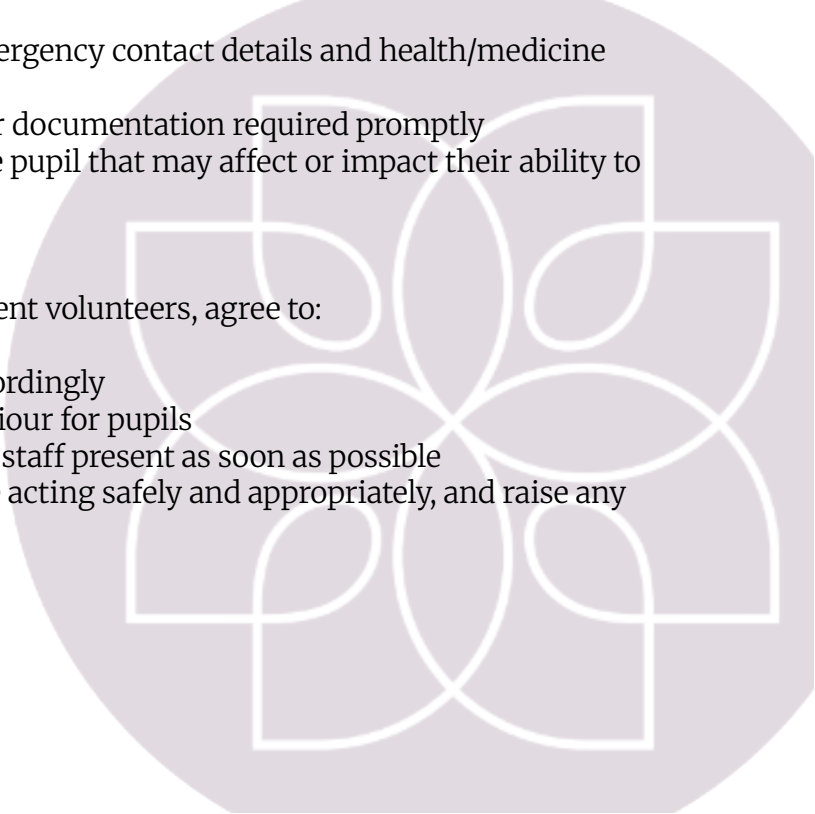 ergency contact details and health/medicine
r documentation required promptly
e pupil that may affect or impact their ability to
ent volunteers, agree to:
ordingly
iour for pupils
staff present as soon as possible
acting safely and appropriately, and raise any